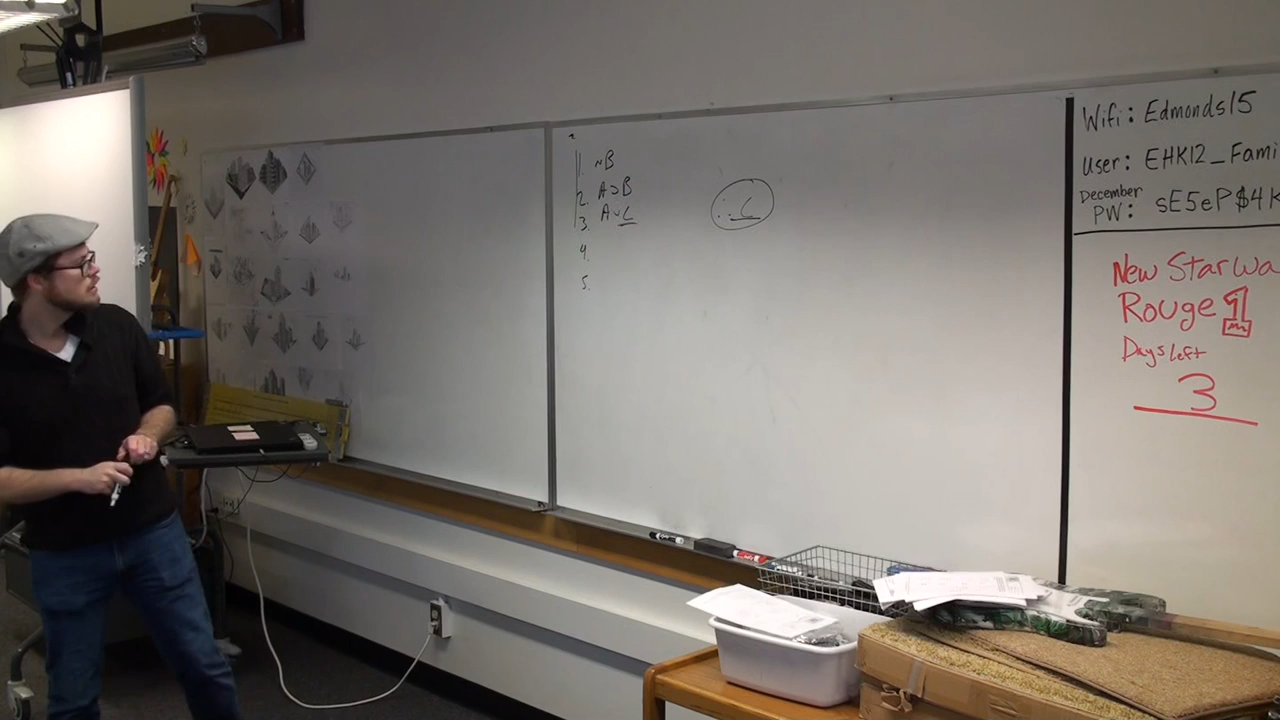 1. ~B
2. A⊃B
3. A∨C
4.
5.
∴ C
Wifi: Edmonds15
User: EHK12_Fami
December
PW: sE5eP$4K
New Star Wa
Rouge 1
Days left
3